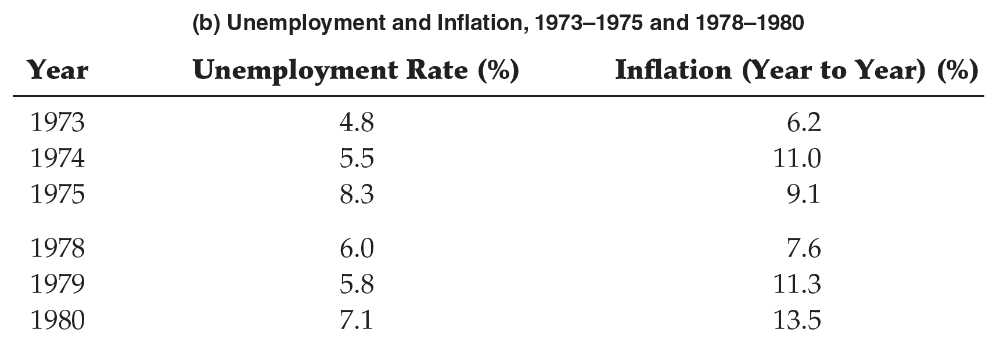 (b) Unemployment and Inflation, 1973–1975 and 1978–1980
Year Unemployment Rate (%) Inflation (Year to Year) (%)
1973 4.8 6.2
1974 5.5 11.0
1975 8.3 9.1
1978 6.0 7.6
1979 5.8 11.3
1980 7.1 13.5